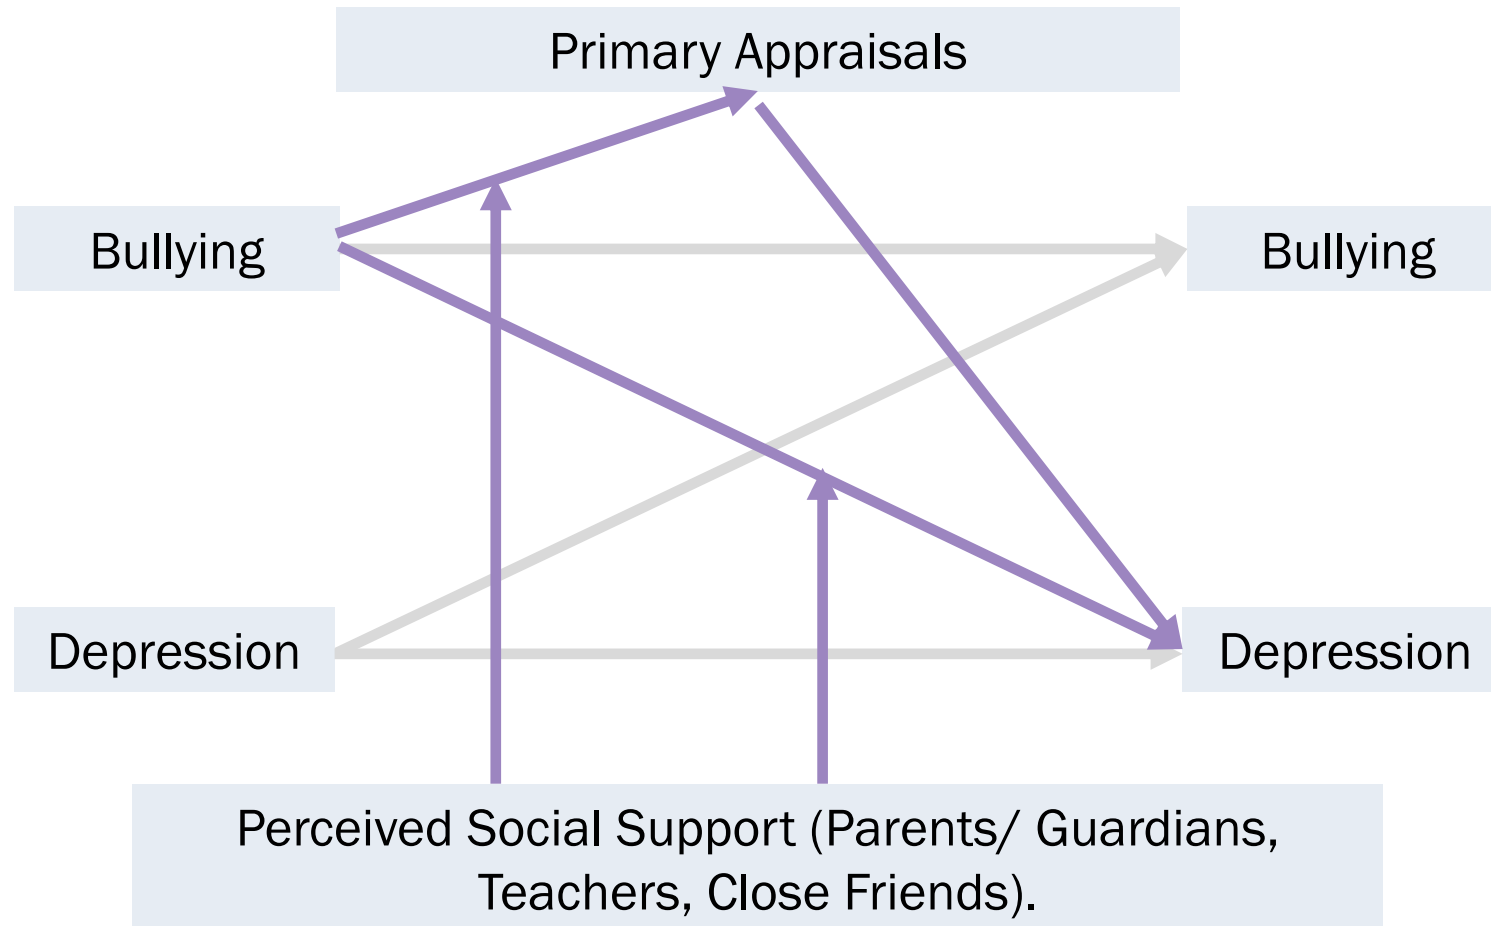 Primary Appraisals
Bullying
Bullying
Depression
Depression
Perceived Social Support (Parents/ Guardians,
Teachers, Close Friends).